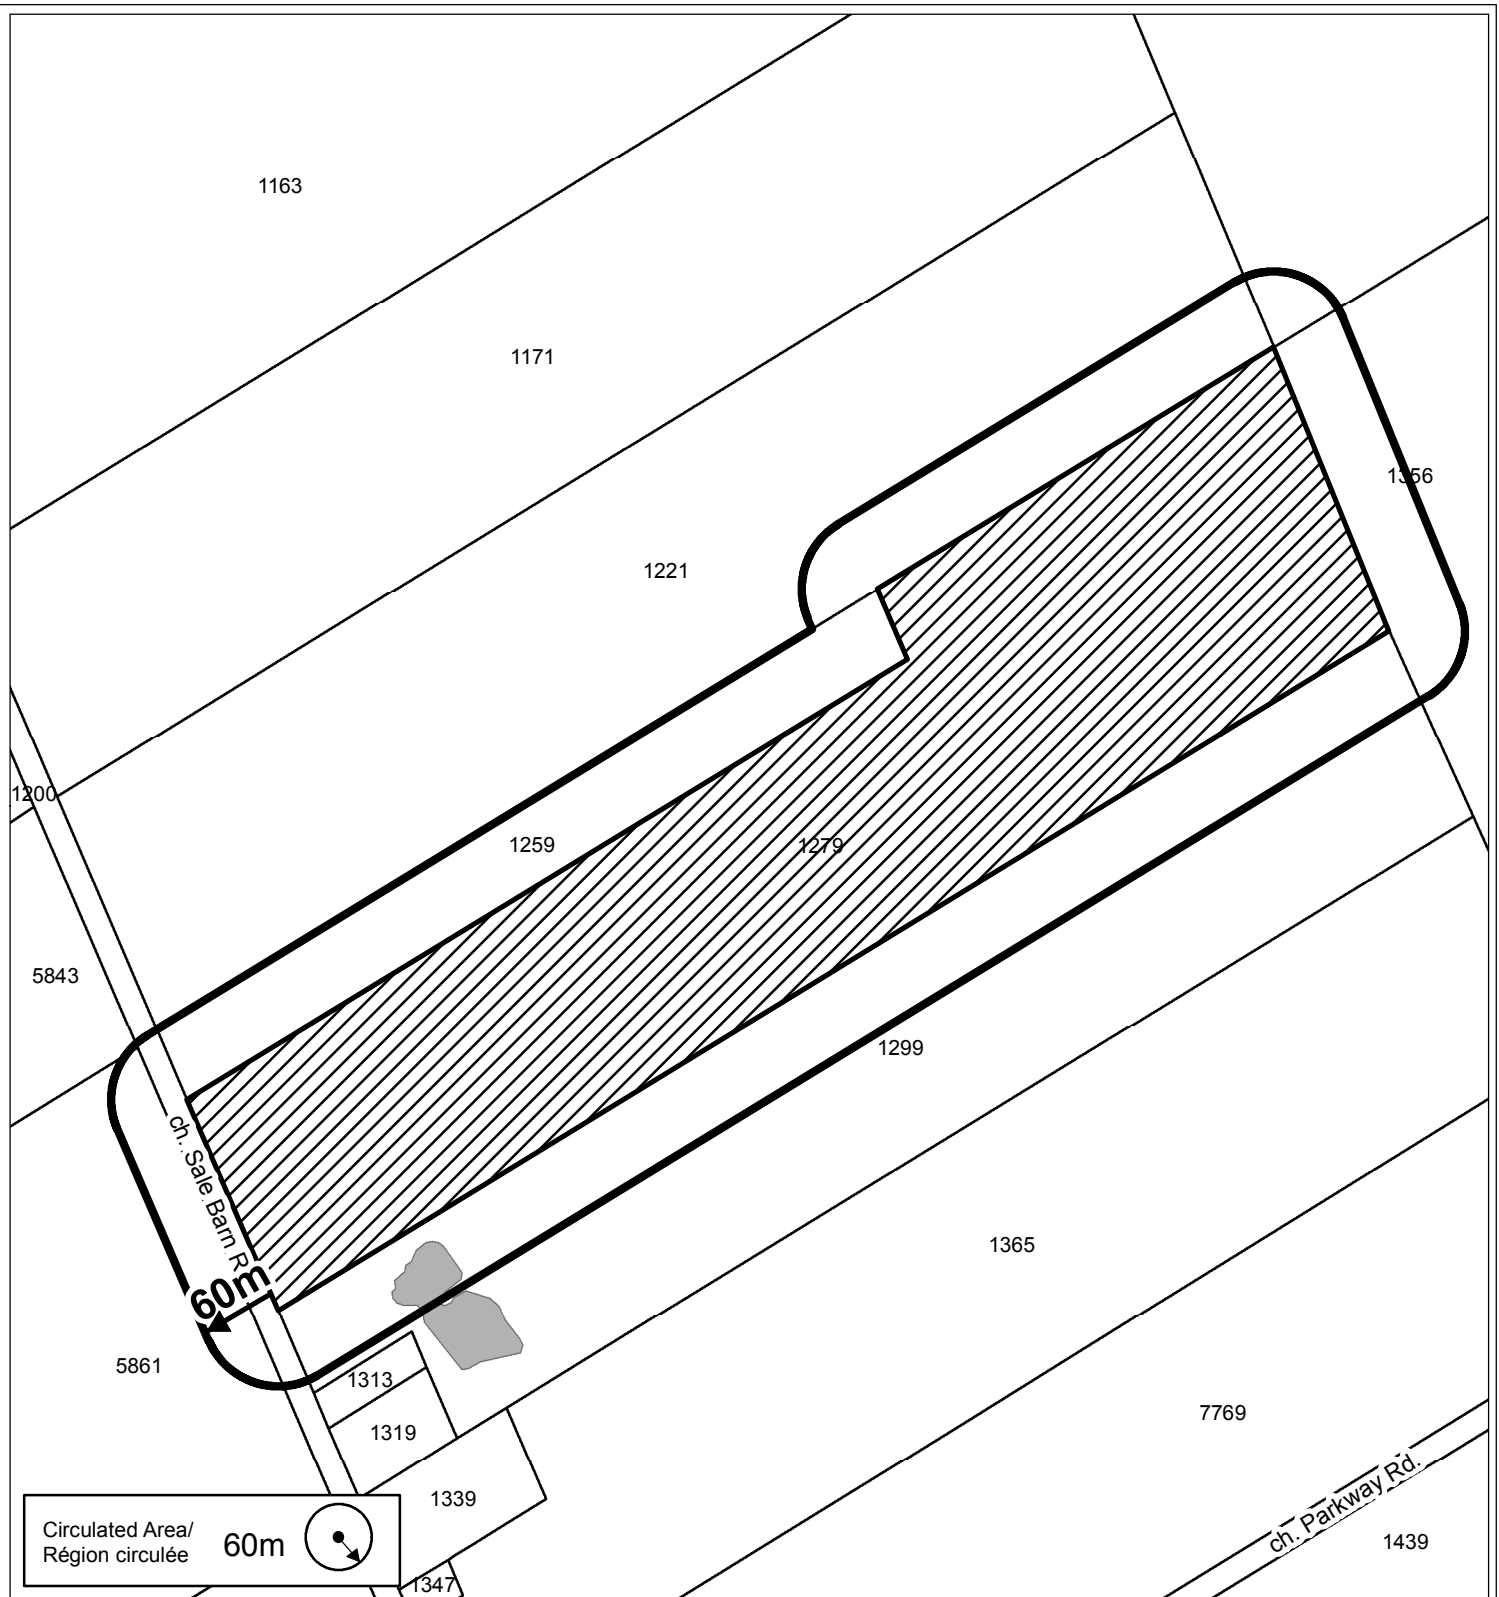 1163
1171
1356
1221
1200
1259
1279
5843
1299
ch. Sale Barn R
60m
1365
5861
1313
7769
1319
ch. Parkway Rd.
1339
Circulated Area/
Région circulée
60m
1439
1347